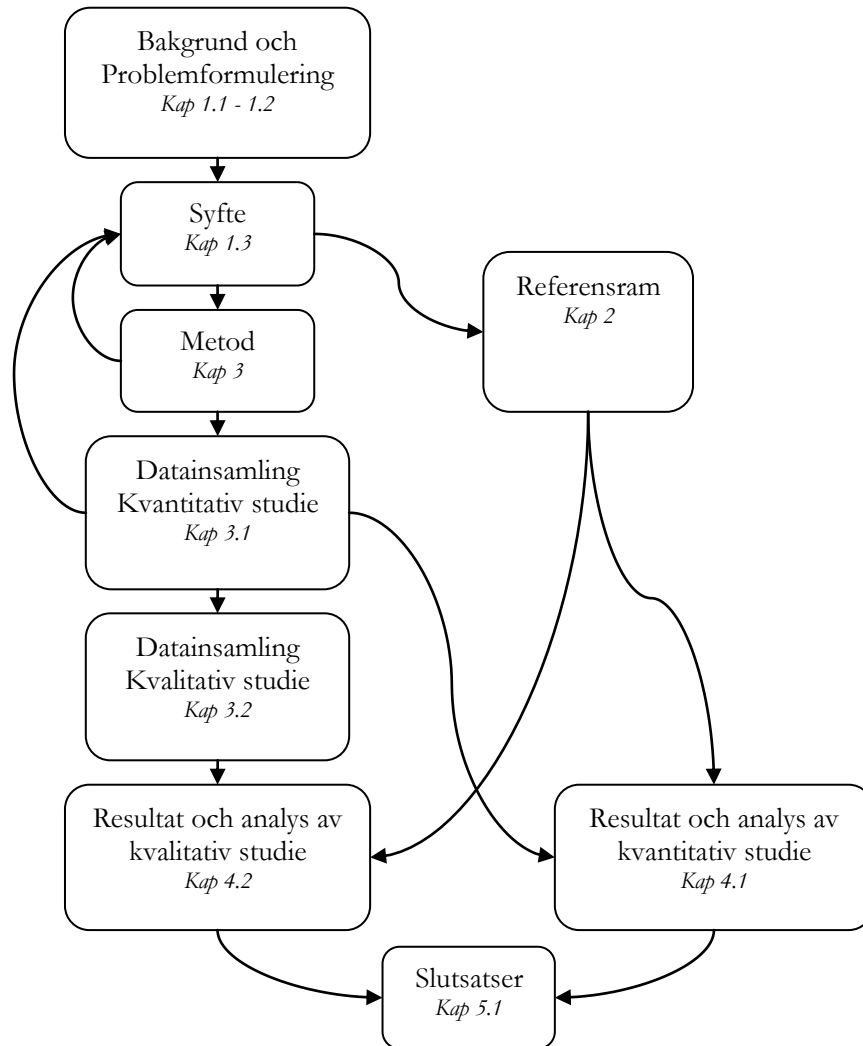 Bakgrund och
Problemformulering
Kap 1.1 - 1.2
Syfte
Kap 1.3
Referensram
Kap 2
Metod
Kap 3
Datainsamling
Kvantitativ studie
Kap 3.1
Datainsamling
Kvalitativ studie
Kap 3.2
Resultat och analys av
kvalitativ studie
Kap 4.2
Resultat och analys av
kvantitativ studie
Kap 4.1
Slutsatser
Kap 5.1